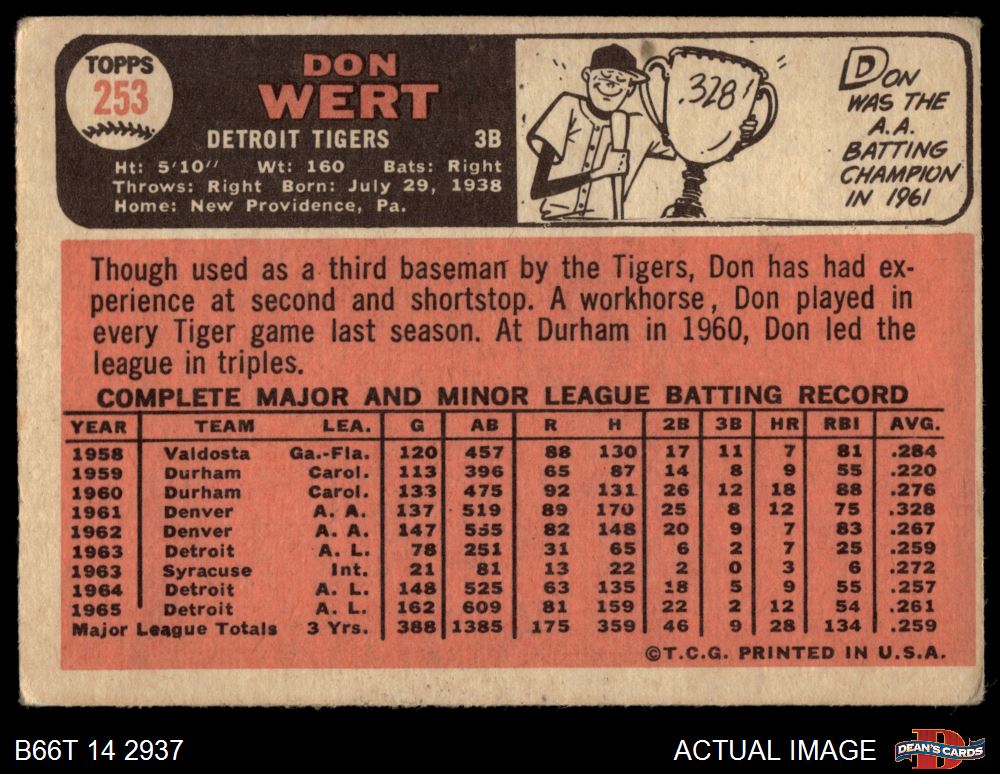 TOPPS
253
DON
WERT
DETROIT TIGERS 3B
Ht: 5'10" Wt: 160 Bats: Right
Throws: Right Born: July 29, 1938
Home: New Providence, Pa.
.328!
DON
WAS THE
A.A.
BATTING
CHAMPION
IN 1961
Though used as a third baseman by the Tigers, Don has had ex-
perience at second and shortstop. A workhorse, Don played in
every Tiger game last season. At Durham in 1960, Don led the
league in triples.
COMPLETE MAJOR AND MINOR LEAGUE BATTING RECORD
YEAR TEAM LEA. G AB R H 2B 3B HR RBI AVG.
1958 Valdosta Ga.-Fla. 120 457 88 130 17 11 7 81 .284
1959 Durham Carol. 113 396 65 87 14 8 9 55 .220
1960 Durham Carol. 133 475 92 131 26 12 18 88 .276
1961 Denver A. A. 137 519 89 170 25 8 12 75 .328
1962 Denver A. A. 147 555 82 148 20 9 7 83 .267
1963 Detroit A. L. 78 251 31 65 6 2 7 25 .259
1963 Syracuse Int. 21 81 13 22 2 0 3 6 .272
1964 Detroit A. L. 148 525 63 135 18 5 9 55 .257
1965 Detroit A. L. 162 609 81 159 22 2 12 54 .261
Major League Totals 3 Yrs. 388 1385 175 359 46 9 28 134 .259
©T.C.G. PRINTED IN U.S.A.
B66T 14 2937
ACTUAL IMAGE
DEAN'S CARDS